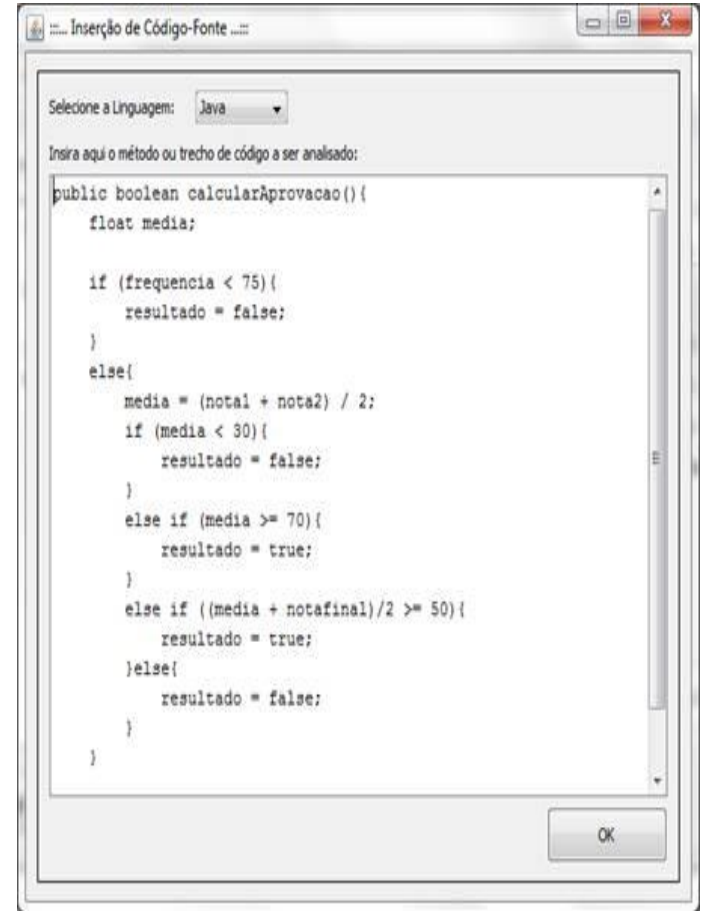 ::... Inserção de Código-Fonte ...::
Selecione a Linguagem: Java
Insira aqui o método ou trecho de código a ser analisado:
public boolean calcularAprovacao(){
    float media;

    if (frequencia < 75){
        resultado = false;
    }
    else{
        media = (nota1 + nota2) / 2;
        if (media < 30){
            resultado = false;
        }
        else if (media >= 70){
            resultado = true;
        }
        else if ((media + notafinal)/2 >= 50){
            resultado = true;
        }else{
            resultado = false;
        }
    }
OK